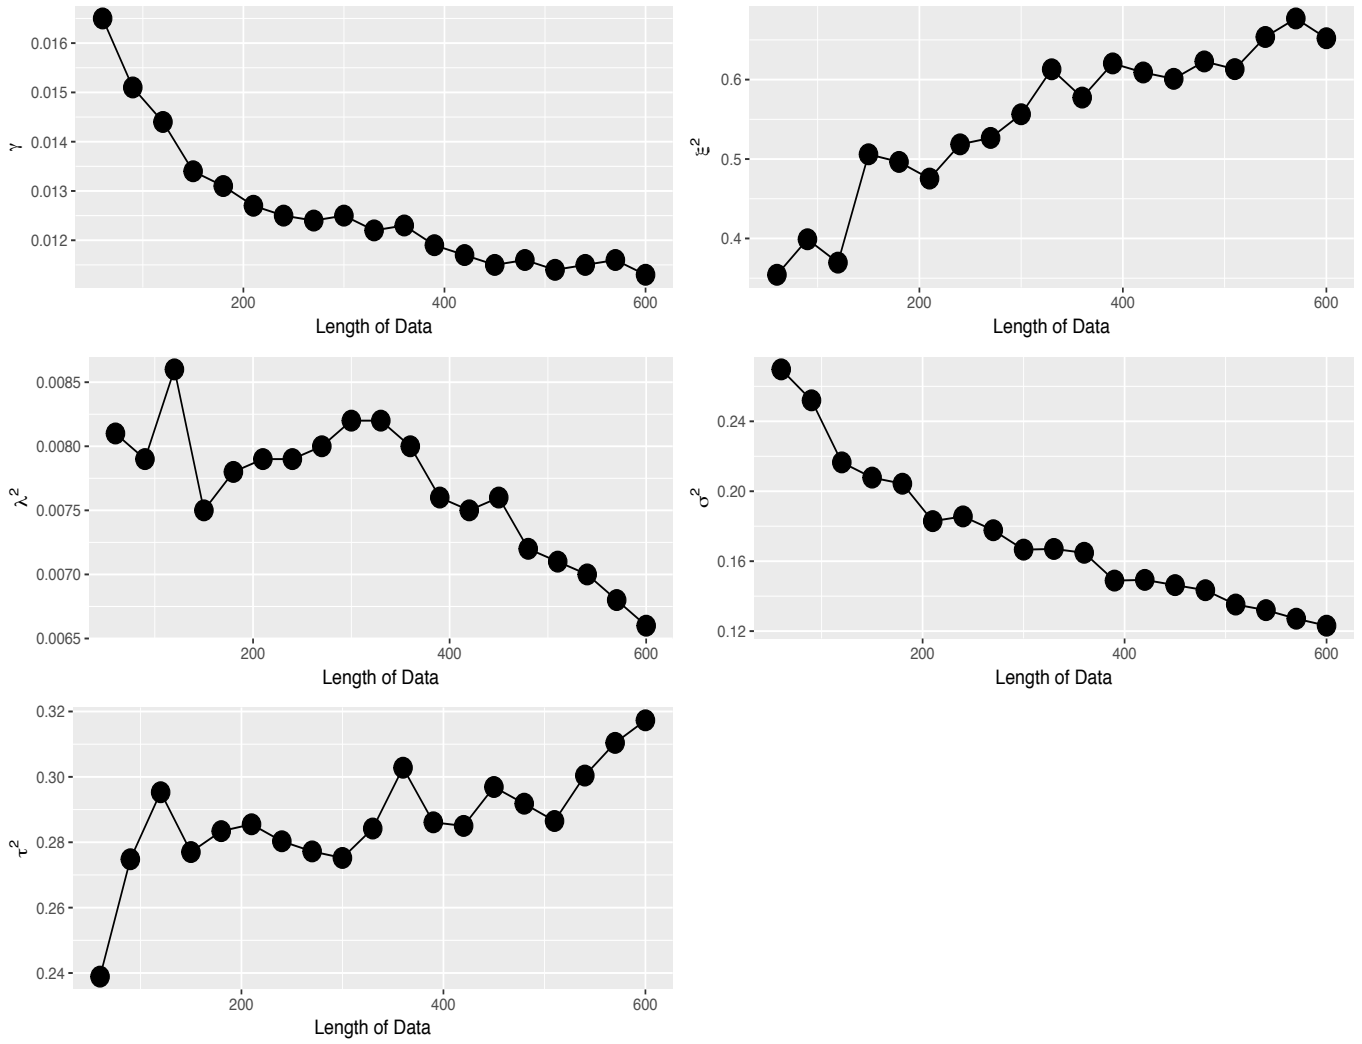 0.016
0.015
0.014
0.013
0.012
γ
200 400 600
Length of Data
0.6
0.5
0.4
ξ²
200 400 600
Length of Data
0.0085
0.0080
0.0075
0.0070
0.0065
λ²
200 400 600
Length of Data
0.24
0.20
0.16
0.12
σ²
200 400 600
Length of Data
0.32
0.30
0.28
0.26
0.24
τ²
200 400 600
Length of Data